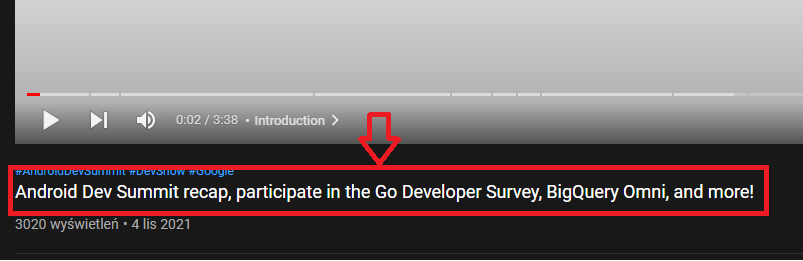 0:02 / 3:38 • Introduction
#AndroidDevSummit #DevShow #Google
Android Dev Summit recap, participate in the Go Developer Survey, BigQuery Omni, and more!
3020 wyświetleń • 4 lis 2021